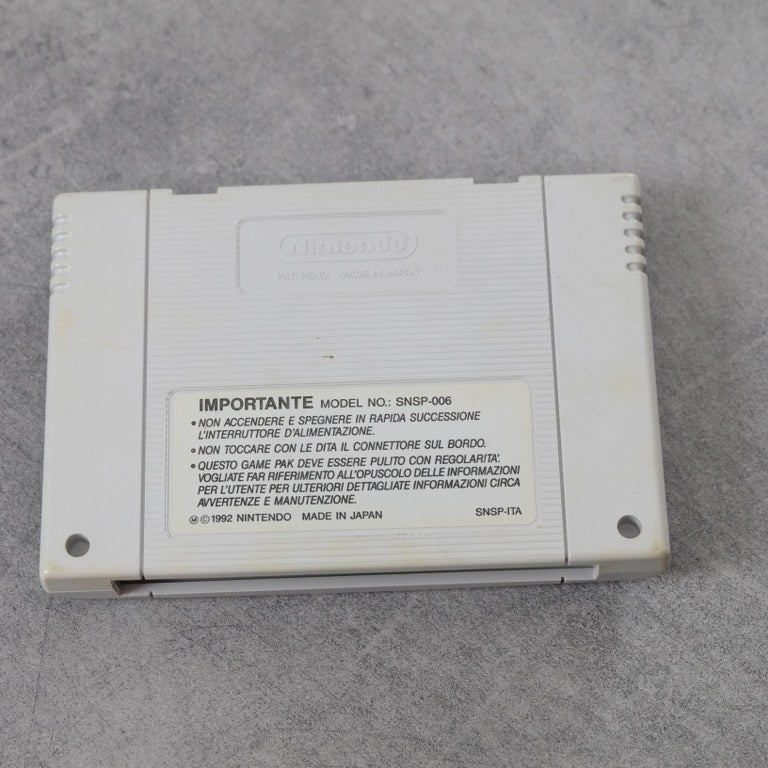 Nintendo
PAT. PEND. MADE IN JAPAN
IMPORTANTE MODEL NO.: SNSP-006
• NON ACCENDERE E SPEGNERE IN RAPIDA SUCCESSIONE
L'INTERRUTTORE D'ALIMENTAZIONE.
• NON TOCCARE CON LE DITA IL CONNETTORE SUL BORDO.
• QUESTO GAME PAK DEVE ESSERE PULITO CON REGOLARITA'.
VOGLIATE FAR RIFERIMENTO ALL'OPUSCOLO DELLE INFORMAZIONI
PER L'UTENTE PER ULTERIORI DETTAGLIATE INFORMAZIONI CIRCA
AVVERTENZE E MANUTENZIONE.
Ⓜ © 1992 NINTENDO MADE IN JAPAN SNSP-ITA